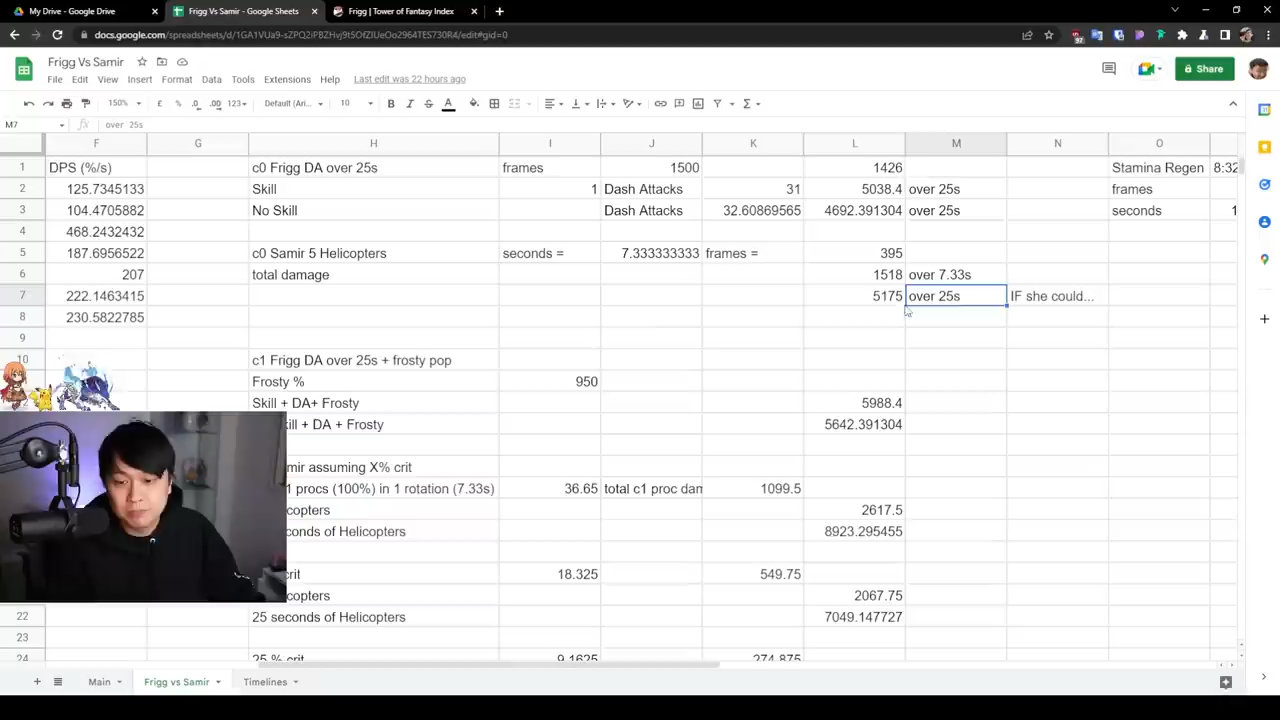 My Drive - Google Drive
Frigg Vs Samir - Google Sheets
Frigg | Tower of Fantasy Index
docs.google.com/spreadsheets/d/1GA1VUa9-sZPQ2iPBZHvj9t5OfZIUeOo2964TES730R4/edit#gid=0
Frigg Vs Samir
File Edit View Insert Format Data Tools Extensions Help Last edit was 22 hours ago
Share
150% £ % .0 .00 123 Default (Ari... 10 B I S A
M7 fx over 25s
F G H I J K L M N O
1 DPS (%/s) c0 Frigg DA over 25s frames 1500 1426 Stamina Regen 8:32
2 125.7345133 Skill 1 Dash Attacks 31 5038.4 over 25s frames
3 104.4705882 No Skill Dash Attacks 32.60869565 4692.391304 over 25s seconds 1
4 468.2432432
5 187.6956522 c0 Samir 5 Helicopters seconds = 7.333333333 frames = 395
6 207 total damage 1518 over 7.33s
7 222.1463415 5175 over 25s IF she could...
8 230.5822785
9
10 c1 Frigg DA over 25s + frosty pop
Frosty % 950
Skill + DA+ Frosty 5988.4
kill + DA + Frosty 5642.391304
mir assuming X% crit
1 procs (100%) in 1 rotation (7.33s) 36.65 total c1 proc dam 1099.5
copters 2617.5
conds of Helicopters 8923.295455
crit 18.325 549.75
copters 2067.75
22 25 seconds of Helicopters 7049.147727
23
24 25 % crit 9.1625 274.875
Main Frigg vs Samir Timelines